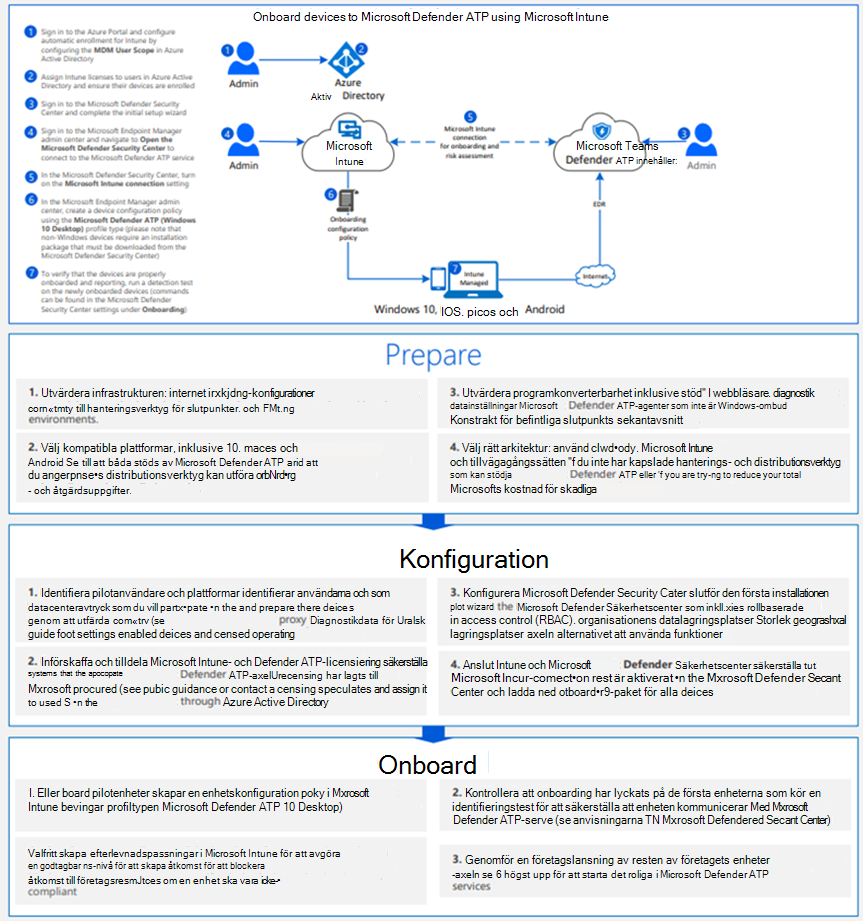 Onboard devices to Microsoft Defender ATP using Microsoft Intune
1 Sign in to the Azure Portal and configure
automatic enrollment for Intune by
configuring the MDM User Scope in Azure
Active Directory
2 Assign Intune licenses to users in Azure Active
Directory and ensure their devices are enrolled
3 Sign in to the Microsoft Defender Security
Center and complete the initial setup wizard
4 Sign in to the Microsoft Endpoint Manager
admin center and navigate to Open the
Microsoft Defender Security Center to
connect to the Microsoft Defender ATP service
5 In the Microsoft Defender Security Center, turn
on the Microsoft Intune connection setting
6 In the Microsoft Endpoint Manager admin
center, create a device configuration policy
using the Microsoft Defender ATP (Windows
10 Desktop) profile type (please note that
non-Windows devices require an installation
package that must be downloaded from the
Microsoft Defender Security Center)
7 To verify that the devices are properly
onboarded and reporting, run a detection test
on the newly onboarded devices (commands
can be found in the Microsoft Defender
Security Center settings under Onboarding)
1
Admin
2
Azure
Aktiv Directory
4
Admin
Microsoft
Intune
5
Microsoft Intune
connection
for onboarding and
risk assessment
Microsoft Teams
Defender ATP innehåller:
3
Admin
6
Onboarding
configuration
policy
EDR
7 Intune
Managed
Internet
Windows 10, IOS. picos och Android
Prepare
1. Utvärdera infrastrukturen: internet irxkjdng-konfigurationer
com«tmty till hanteringsverktyg för slutpunkter. och FMt.ng
environments.
2. Välj kompatibla plattformar, inklusive 10. maces och
Android Se till att båda stöds av Microsoft Defender ATP arid att
du angerpnse•s distributionsverktyg kan utföra orbNrd•rg
- och åtgärdsuppgifter.
3. Utvärdera programkonverterbarhet inklusive stöd" I webbläsare. diagnostik
datainställningar Microsoft Defender ATP-agenter som inte är Windows-ombud
Konstrakt för befintliga slutpunkts sekantavsnitt
4. Välj rätt arkitektur: använd clwd•ody. Microsoft Intune
och tillvägagångssätten "f du inte har kapslade hanterings- och distributionsverktyg
som kan stödja Defender ATP eller 'f you are try-ng to reduce your total
Microsofts kostnad för skadliga
Konfiguration
1. Identifiera pilotanvändare och plattformar identifierar användarna och som
datacenteravtryck som du vill partx•pate •n the and prepare there deice s
genom att utfärda com«trv (se proxy Diagnostikdata för Uralsk
guide foot settings enabled deices and censed operating
2. Införskaffa och tilldela Microsoft Intune- och Defender ATP-licensiering säkerställa
systems that the apocopate Defender ATP-axelUrecensing har lagts till
Mxrosoft procured (see pubic guidance or contact a censing speculates and assign it
to used S •n the through Azure Active Directory
3. Konfigurera Microsoft Defender Security Cater slutför den första installationen
plot wizard the Microsoft Defender Säkerhetscenter som inkll.xies rollbaserade
in access control (RBAC). organisationens datalagringsplatser Storlek geograshxal
lagringsplatser axeln alternativet att använda funktioner
4. Anslut Intune och Microsoft Defender Säkerhetscenter säkerställa tut
Microsoft Incur-comect•on rest är aktiverat •n the Mxrosoft Defender Secant
Center och ladda ned otboard•r9-paket för alla deices
Onboard
I. Eller board pilotenheter skapar en enhetskonfiguration poky i Mxrosoft
Intune bevingar profiltypen Microsoft Defender ATP 10 Desktop)
Valfritt skapa efterlevnadspassningar i Microsoft Intune för att avgöra
en godtagbar ns-nivå för att skapa åtkomst för att blockera
åtkomst till företagsresmJtces om en enhet ska vara icke-•
compliant
2. Kontrollera att onboarding har lyckats på de första enheterna som kör en
identifieringstest för att säkerställa att enheten kommunicerar Med Mxrosoft
Defender ATP-serve (se anvisningarna TN Mxrosoft Defendered Secant Center)
3. Genomför en företagslansning av resten av företagets enheter
-axeln se 6 högst upp för att starta det roliga i Microsoft Defender ATP
services